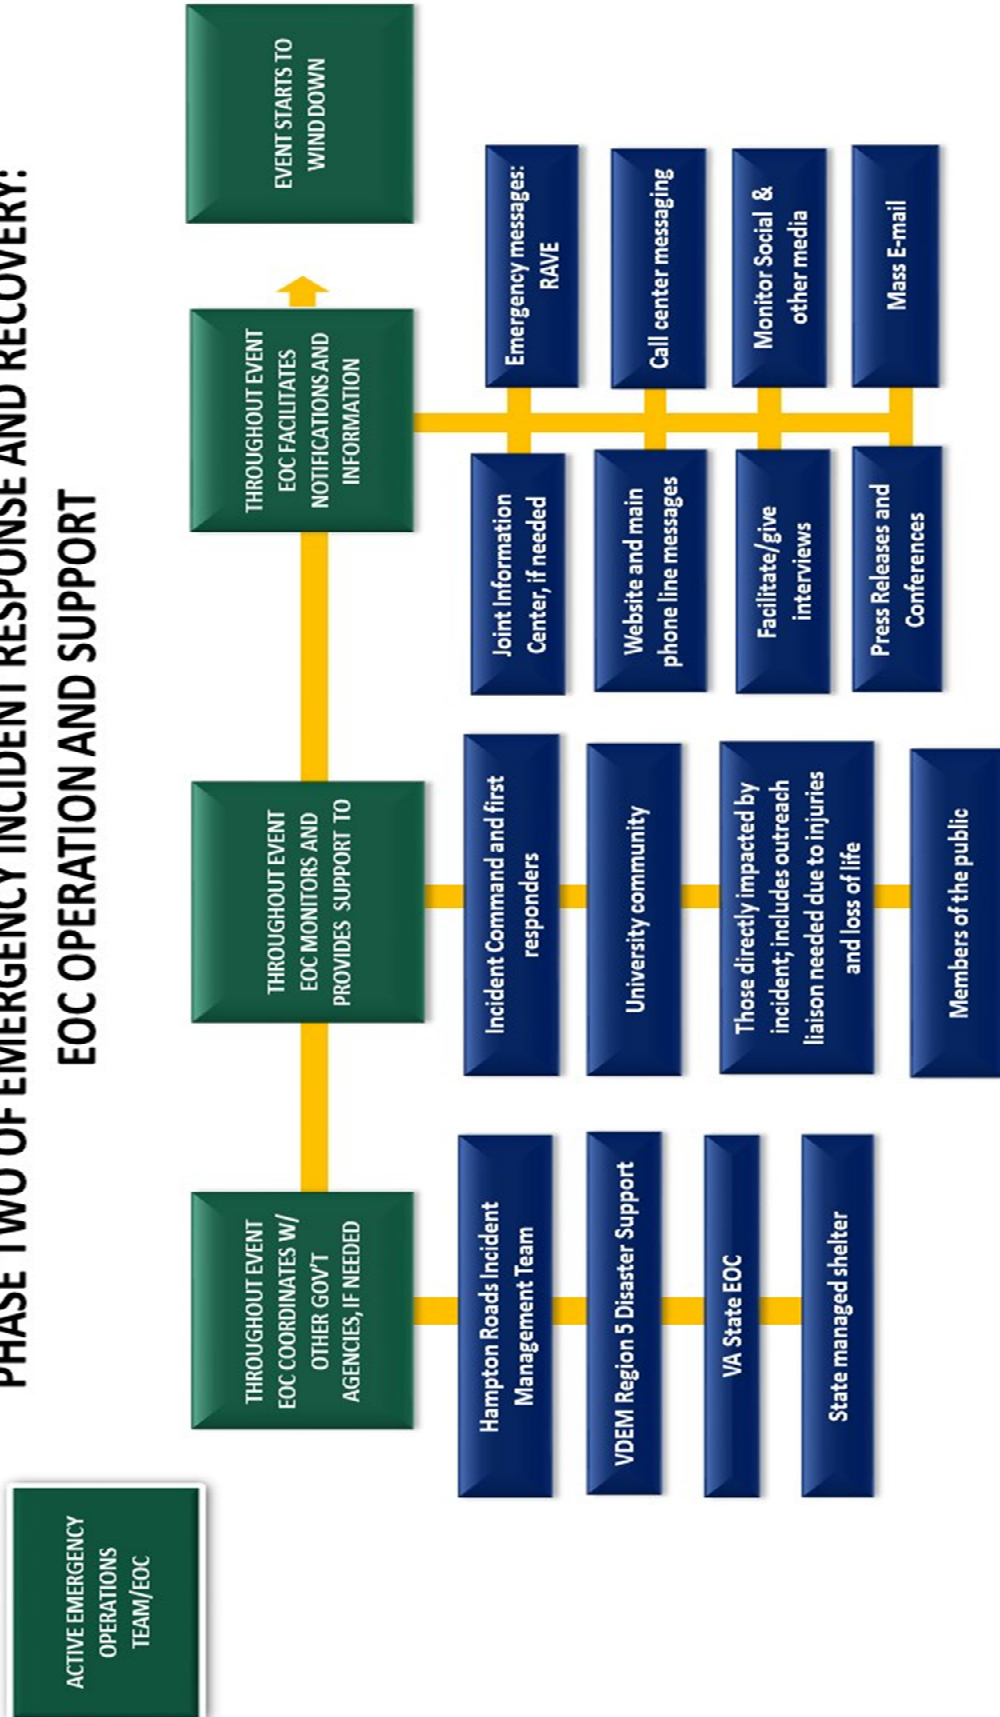 PHASE TWO OF EMERGENCY INCIDENT RESPONSE AND RECOVERY:
EOC OPERATION AND SUPPORT
ACTIVE EMERGENCY
OPERATIONS
TEAM/EOC
THROUGHOUT EVENT
EOC COORDINATES W/
OTHER GOV'T
AGENCIES, IF NEEDED
Hampton Roads Incident
Management Team
VDEM Region 5 Disaster Support
VA State EOC
State managed shelter
THROUGHOUT EVENT
EOC MONITORS AND
PROVIDES SUPPORT TO
Incident Command and first
responders
University community
Those directly impacted by
incident; includes outreach
liaison needed due to injuries
and loss of life
Members of the public
THROUGHOUT EVENT
EOC FACILITATES
NOTIFICATIONS AND
INFORMATION
Joint Information
Center, if needed
Emergency messages:
RAVE
Website and main
phone line messages
Call center messaging
Facilitate/give
interviews
Monitor Social &
other media
Press Releases and
Conferences
Mass E-mail
EVENT STARTS TO
WIND DOWN